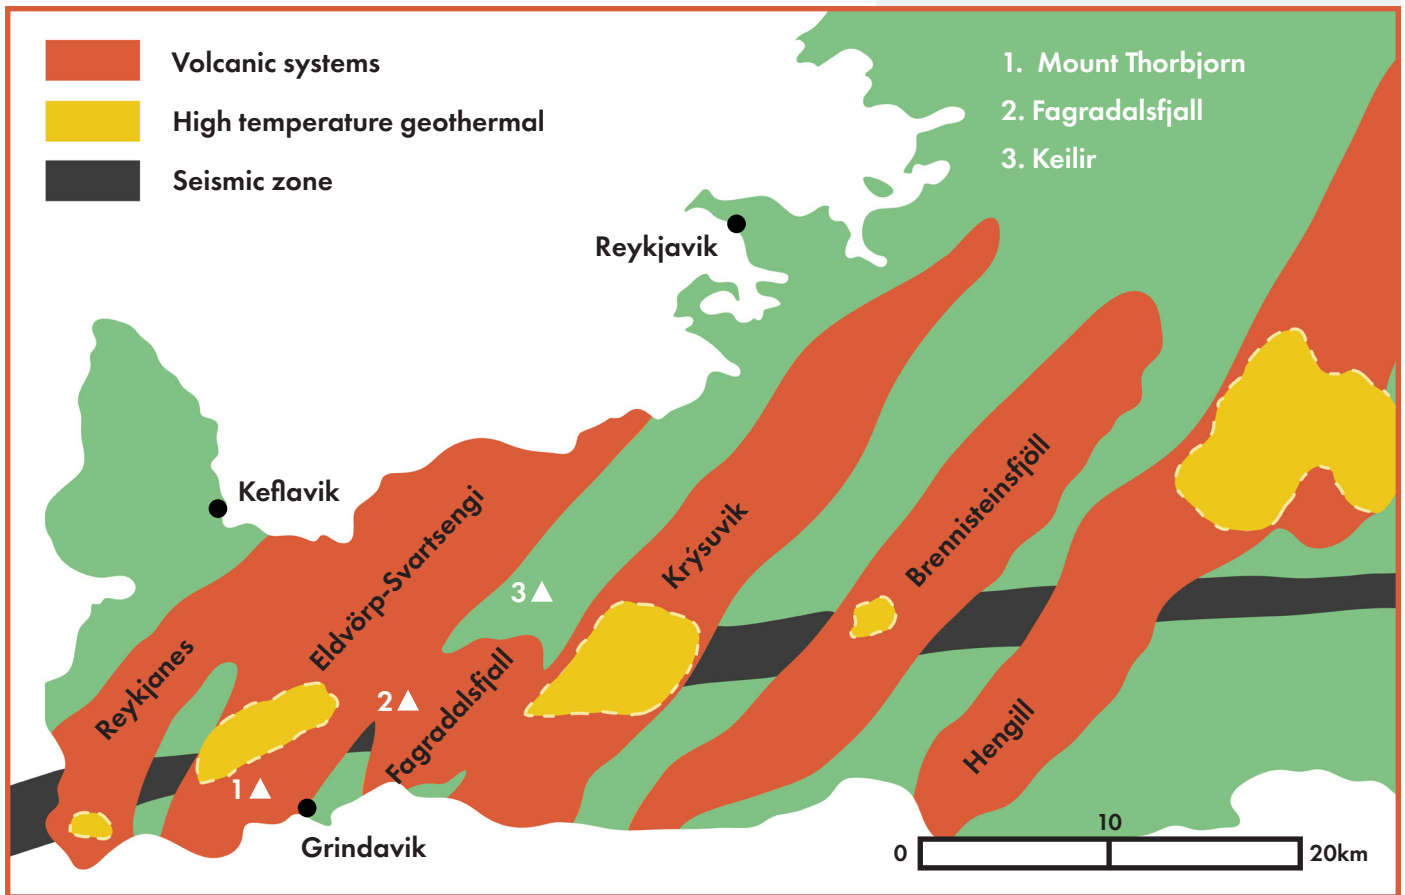 Volcanic systems
High temperature geothermal
Seismic zone
1. Mount Thorbjorn
2. Fagradalsfjall
3. Keilir
Reykjavik
Keflavik
Eldvörp-Svartsengi
Krýsuvik
Brennisteinsfjöll
3
Reykjanes
2
Fagradalsfjall
Hengill
1
Grindavik
0
10
20km